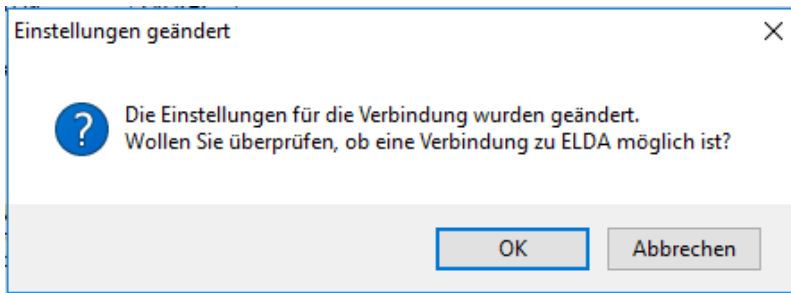 Einstellungen geändert
Die Einstellungen für die Verbindung wurden geändert.
Wollen Sie überprüfen, ob eine Verbindung zu ELDA möglich ist?
OK
Abbrechen